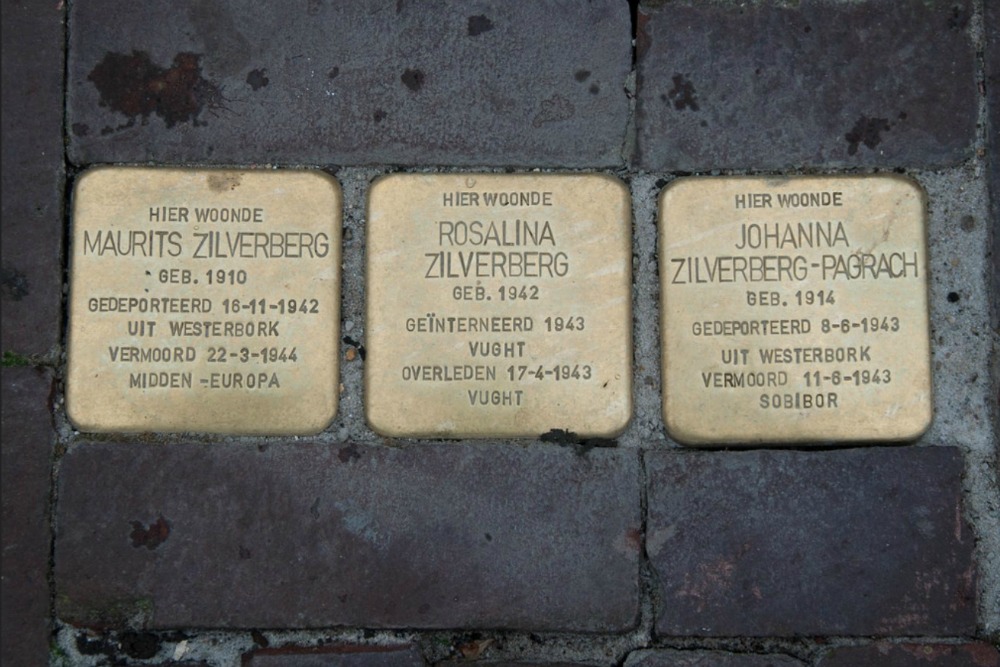 HIER WOONDE
MAURITS ZILVERBERG
GEB. 1910
GEDEPORTEERD 16-11-1942
UIT WESTERBORK
VERMOORD 22-3-1944
MIDDEN-EUROPA
HIER WOONDE
ROSALINA
ZILVERBERG
GEB. 1942
GEÏNTERNEERD 1943
VUGHT
OVERLEDEN 17-4-1943
VUGHT
HIER WOONDE
JOHANNA
ZILVERBERG-PAGRACH
GEB. 1914
GEDEPORTEERD 8-6-1943
UIT WESTERBORK
VERMOORD 11-6-1943
SOBIBOR